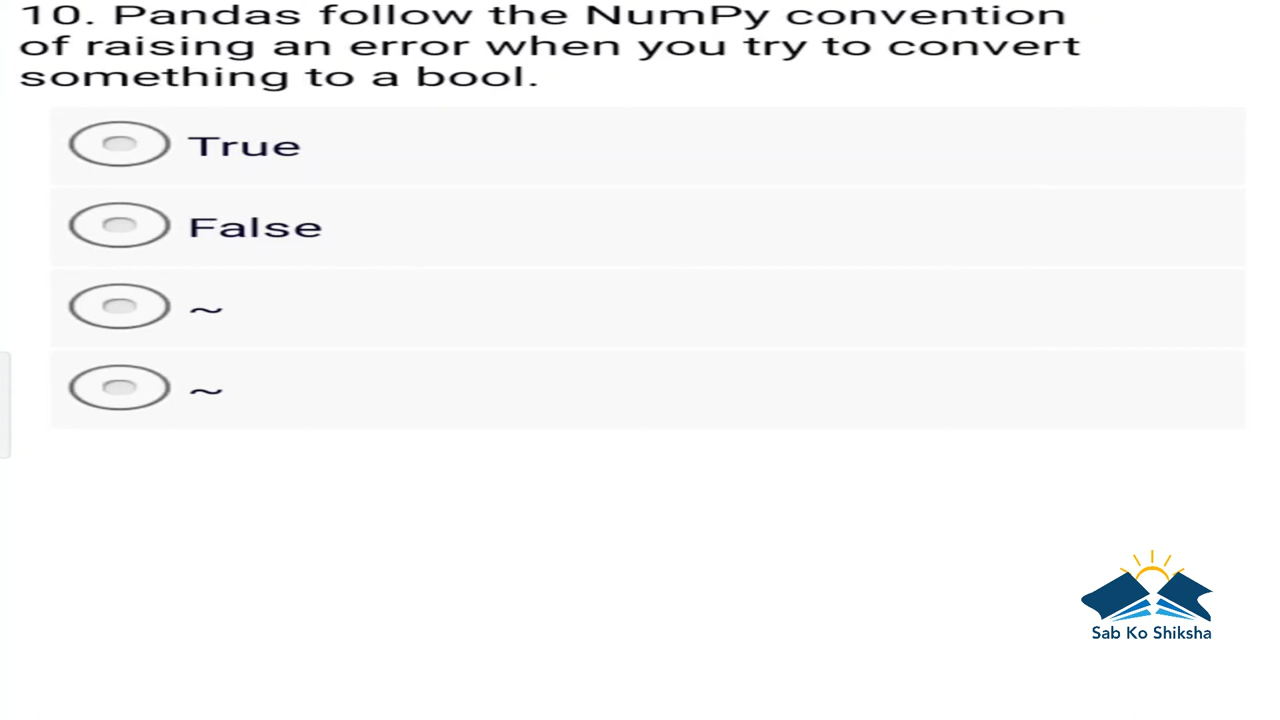 10. Pandas follow the NumPy convention
of raising an error when you try to convert
something to a bool.
True
False
~
~
Sab Ko Shiksha